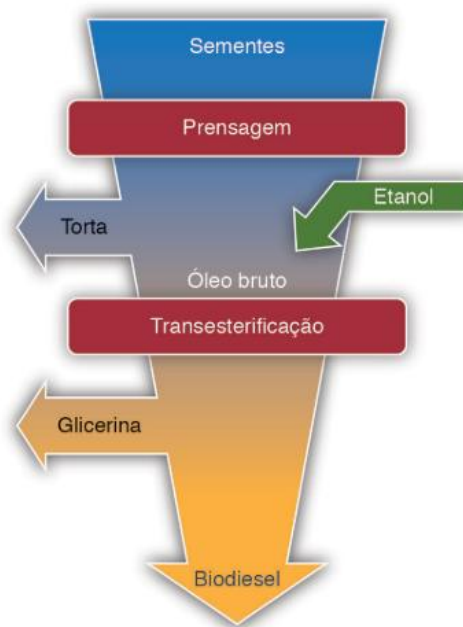 Sementes
Prensagem
Etanol
Torta
Óleo bruto
Transesterificação
Glicerina
Biodiesel